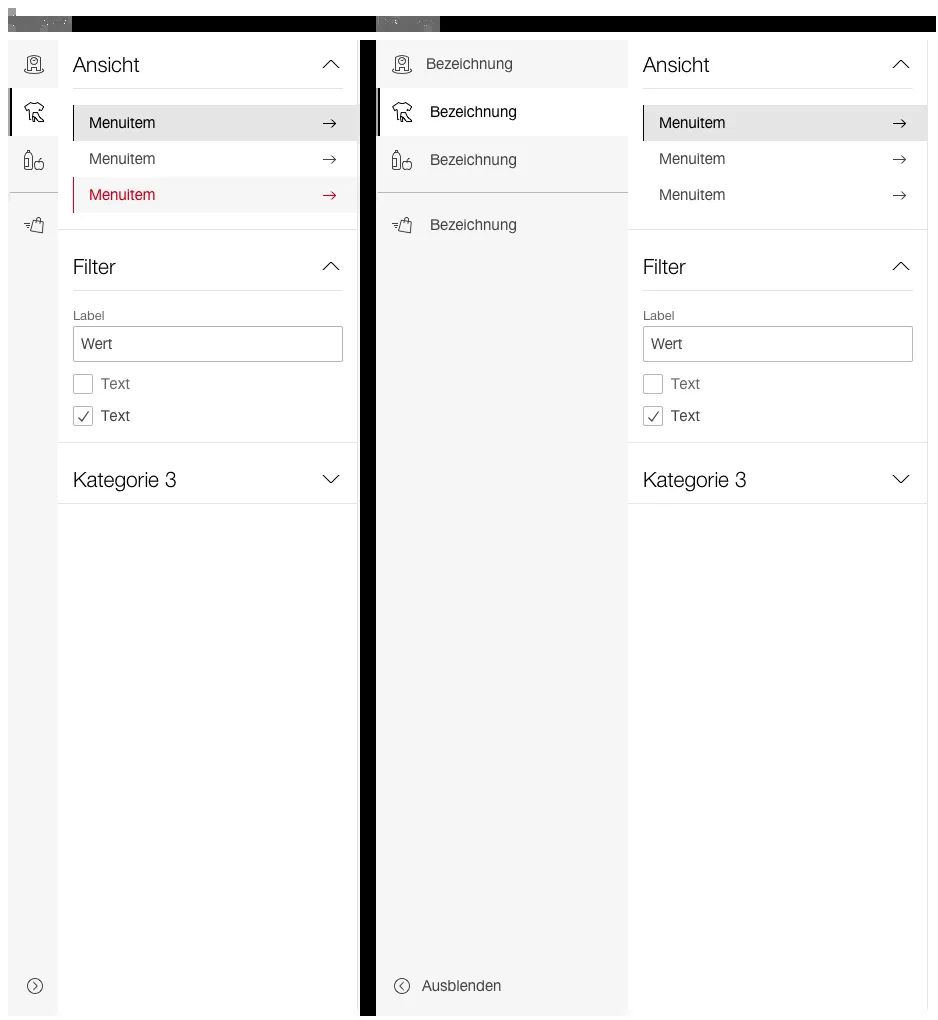 Ansicht
Menuitem
Menuitem
Menuitem
Filter
Label
Wert
Text
Text
Kategorie 3
Bezeichnung
Bezeichnung
Bezeichnung
Bezeichnung
Ausblenden
Ansicht
Menuitem
Menuitem
Menuitem
Filter
Label
Wert
Text
Text
Kategorie 3